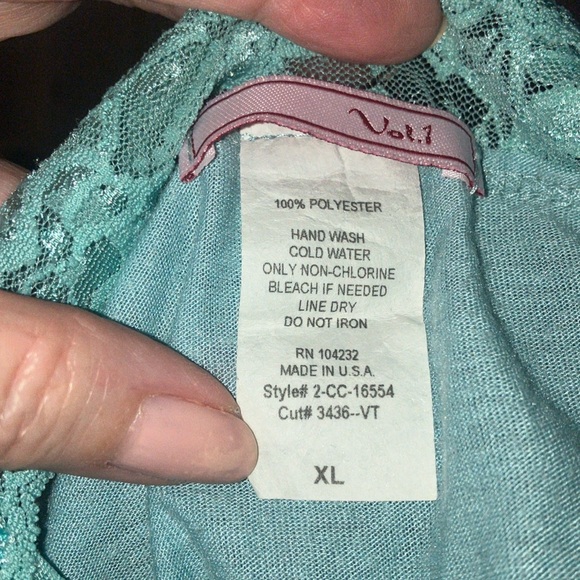 Vol.1
100% POLYESTER
HAND WASH
COLD WATER
ONLY NON-CHLORINE
BLEACH IF NEEDED
LINE DRY
DO NOT IRON
RN 104232
MADE IN U.S.A.
Style# 2-CC-16554
Cut# 3436--VT
XL